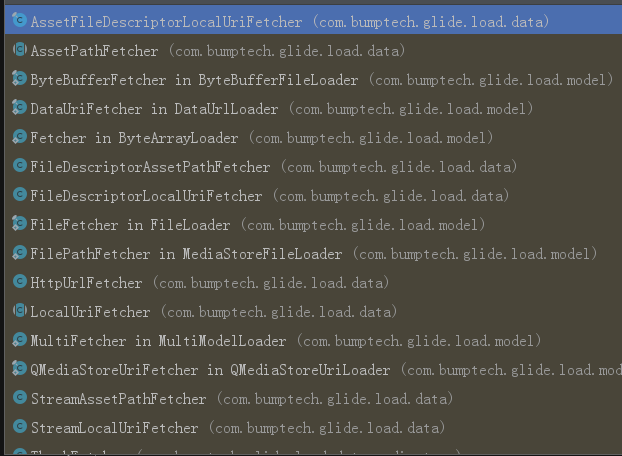 AssetFileDescriptorLocalUriFetcher (com.bumptech.glide.load.data)
AssetPathFetcher (com.bumptech.glide.load.data)
ByteBufferFetcher in ByteBufferFileLoader (com.bumptech.glide.load.model)
DataUriFetcher in DataUrlLoader (com.bumptech.glide.load.model)
Fetcher in ByteArrayLoader (com.bumptech.glide.load.model)
FileDescriptorAssetPathFetcher (com.bumptech.glide.load.data)
FileDescriptorLocalUriFetcher (com.bumptech.glide.load.data)
FileFetcher in FileLoader (com.bumptech.glide.load.model)
FilePathFetcher in MediaStoreFileLoader (com.bumptech.glide.load.model)
HttpUrlFetcher (com.bumptech.glide.load.data)
LocalUriFetcher (com.bumptech.glide.load.data)
MultiFetcher in MultiModelLoader (com.bumptech.glide.load.model)
QMediaStoreUriFetcher in QMediaStoreUriLoader (com.bumptech.glide.load.mod
StreamAssetPathFetcher (com.bumptech.glide.load.data)
StreamLocalUriFetcher (com.bumptech.glide.load.data)